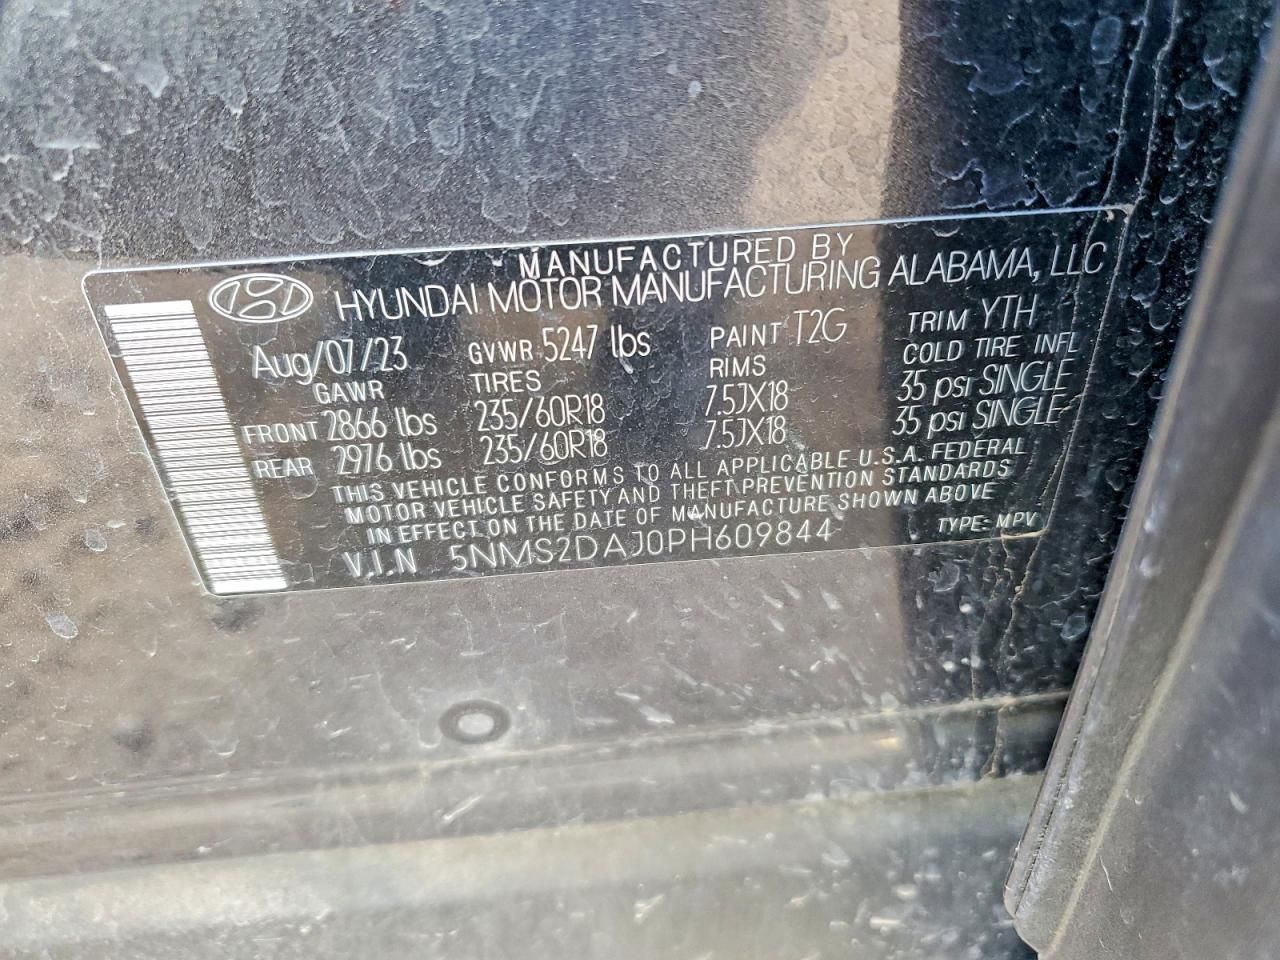 MANUFACTURED BY
HYUNDAI MOTOR MANUFACTURING ALABAMA, LLC
Aug/07/23 GVWR 5247 lbs PAINT T2G TRIM YTH
GAWR TIRES RIMS COLD TIRE INFL
FRONT 2866 lbs 235/60R18 7.5JX18 35 psi SINGLE
REAR 2976 lbs 235/60R18 7.5JX18 35 psi SINGLE
THIS VEHICLE CONFORMS TO ALL APPLICABLE U.S.A. FEDERAL
MOTOR VEHICLE SAFETY AND THEFT PREVENTION STANDARDS
IN EFFECT ON THE DATE OF MANUFACTURE SHOWN ABOVE
V.I.N 5NMS2DAJ0PH609844 TYPE: MPV